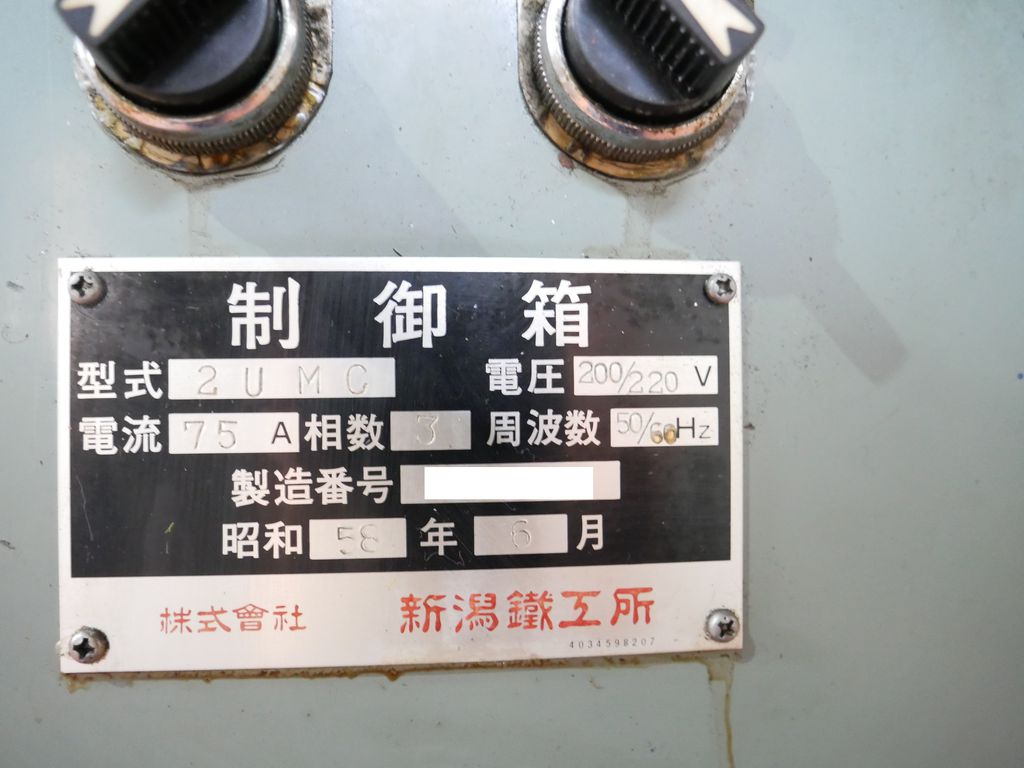 制御箱
型式 2UMC 電圧 200/220 V
電流 75 A 相数 3 周波数 50/60 Hz
製造番号
昭和 58 年 6 月
株式會社 新潟鐵工所
4034598207